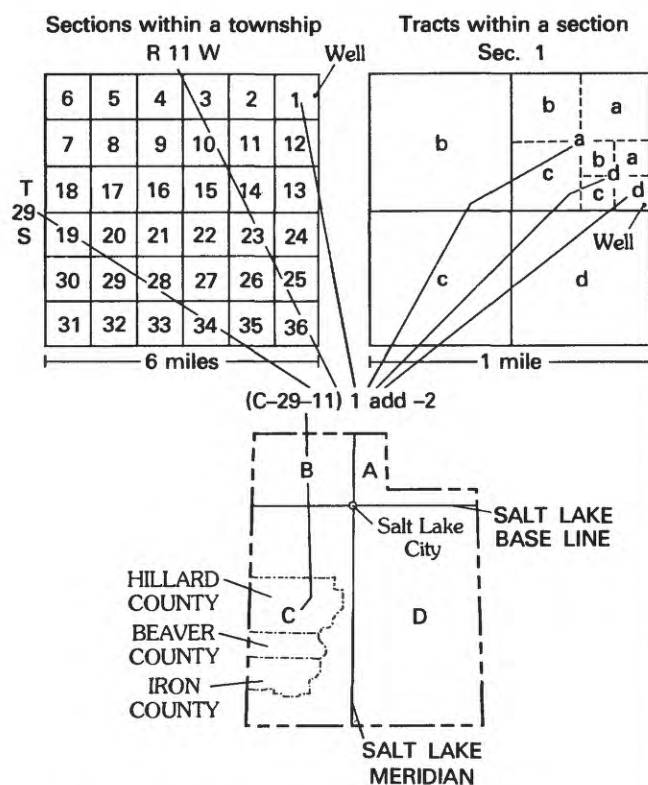 Sections within a township
R 11 W
Well
6 5 4 3 2 1
7 8 9 10 11 12
18 17 16 15 14 13
19 20 21 22 23 24
30 29 28 27 26 25
31 32 33 34 35 36
T
29
S
6 miles
Tracts within a section
Sec. 1
b
b a
a
c b a
d
c d
Well
c d
1 mile
(C–29–11) 1 add –2
B A
Salt Lake
City
SALT LAKE
BASE LINE
HILLARD
COUNTY
C
D
BEAVER
COUNTY
IRON
COUNTY
SALT LAKE
MERIDIAN